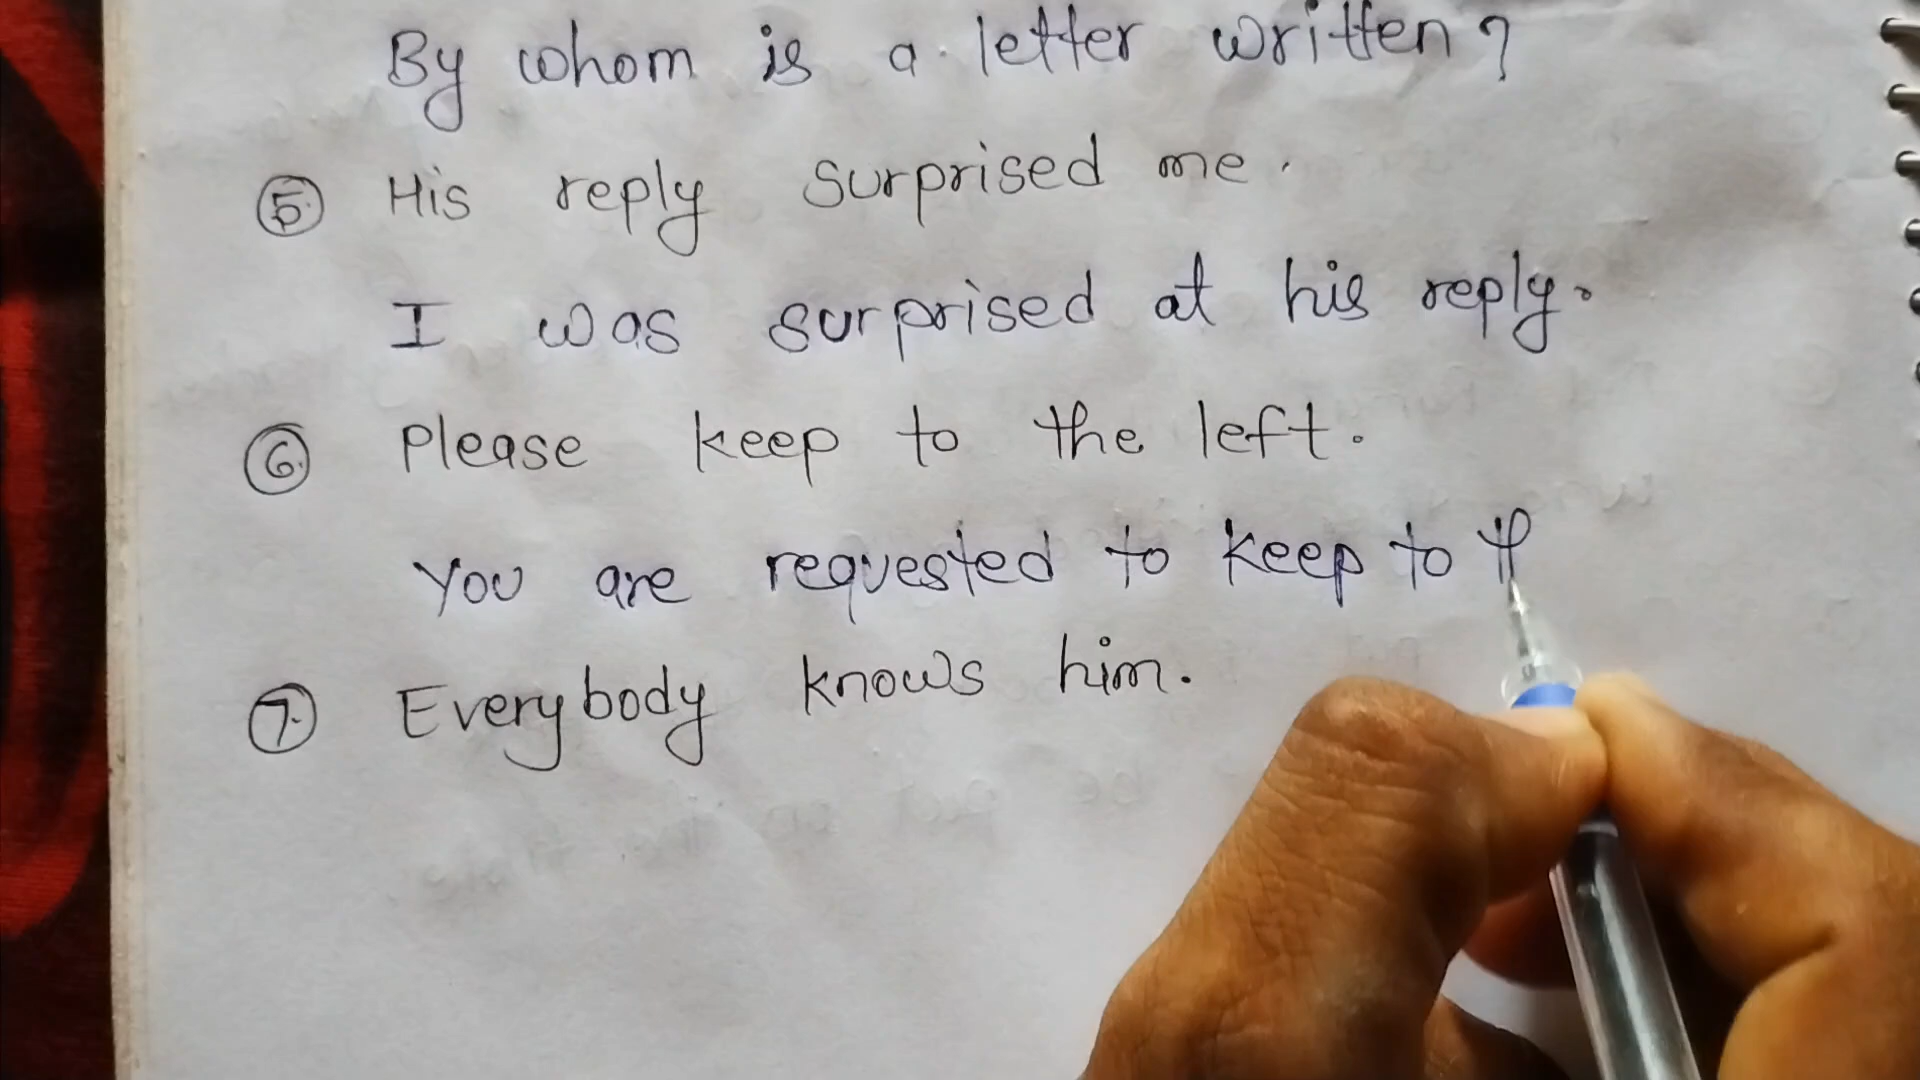 By whom is a letter written?
5. His reply surprised me.
I was surprised at his reply.
6. Please keep to the left.
You are requested to keep to
7. Everybody knows him.